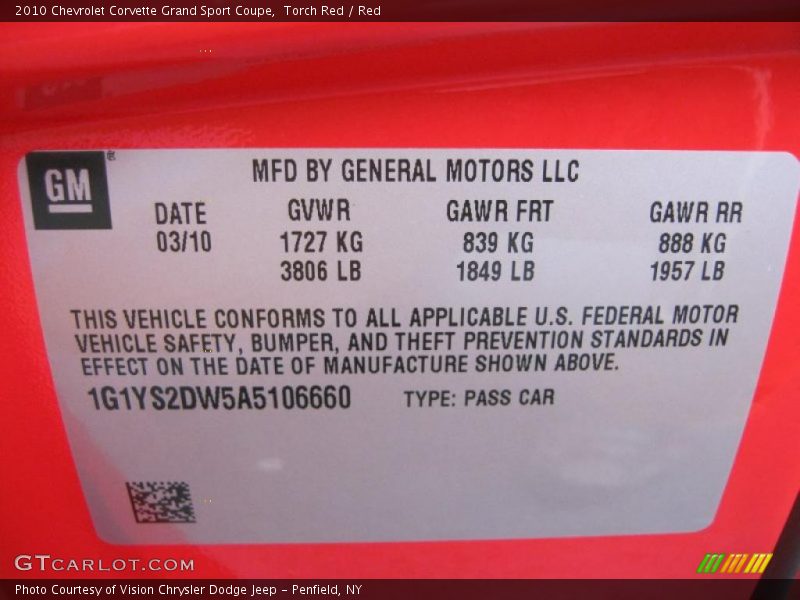 2010 Chevrolet Corvette Grand Sport Coupe, Torch Red / Red
GM
®
MFD BY GENERAL MOTORS LLC
DATE GVWR GAWR FRT GAWR RR
03/10 1727 KG 839 KG 888 KG
3806 LB 1849 LB 1957 LB
THIS VEHICLE CONFORMS TO ALL APPLICABLE U.S. FEDERAL MOTOR
VEHICLE SAFETY, BUMPER, AND THEFT PREVENTION STANDARDS IN
EFFECT ON THE DATE OF MANUFACTURE SHOWN ABOVE.
1G1YS2DW5A5106660 TYPE: PASS CAR
GTCARLOT.COM
Photo Courtesy of Vision Chrysler Dodge Jeep – Penfield, NY